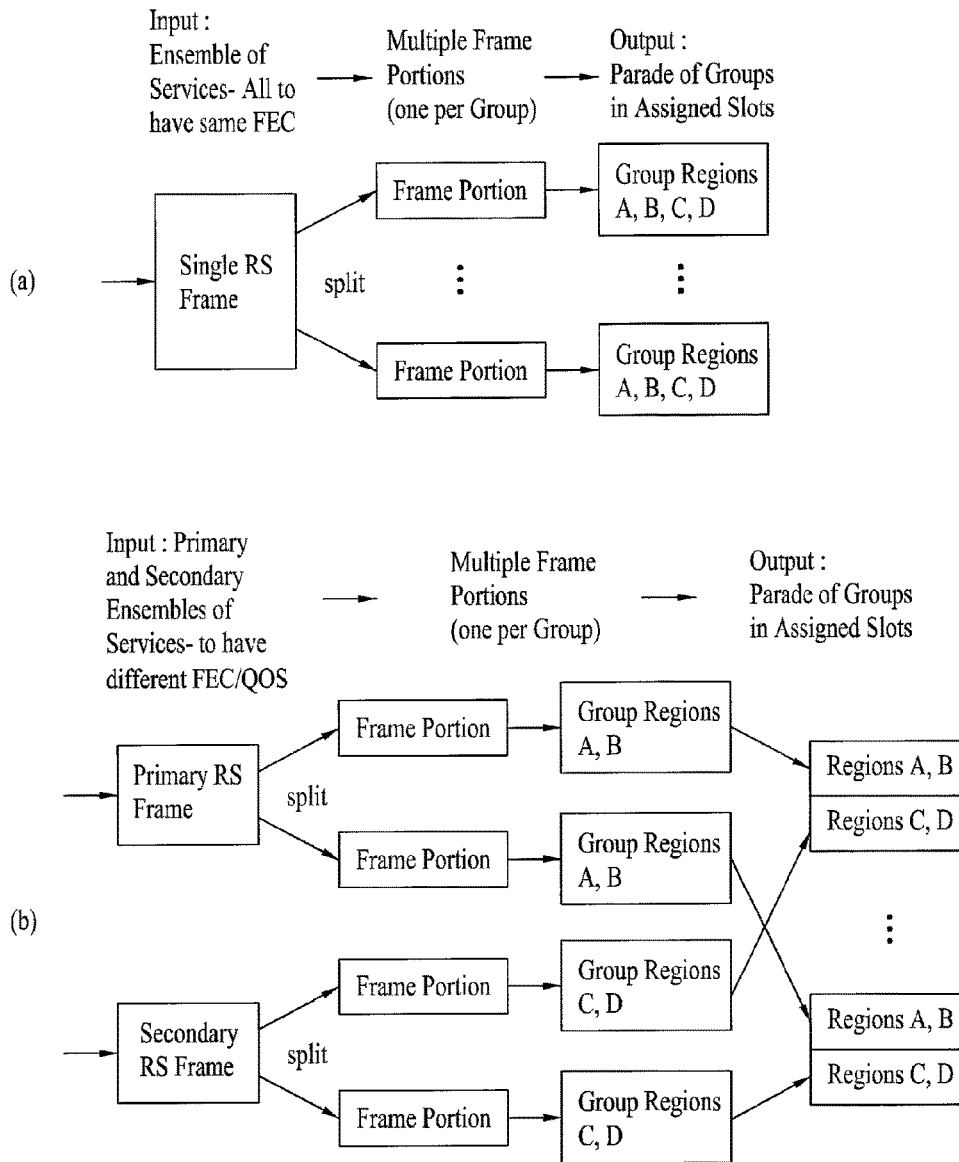 Input :
Ensemble of
Services- All to
have same FEC
Multiple Frame
Portions
(one per Group)
Output :
Parade of Groups
in Assigned Slots
(a)
Single RS
Frame
split
Frame Portion
Group Regions
A, B, C, D
Frame Portion
Group Regions
A, B, C, D
Input : Primary
and Secondary
Ensembles of
Services- to have
different FEC/QOS
Multiple Frame
Portions
(one per Group)
Output :
Parade of Groups
in Assigned Slots
(b)
Primary RS
Frame
split
Frame Portion
Group Regions
A, B
Frame Portion
Group Regions
A, B
Secondary
RS Frame
split
Frame Portion
Group Regions
C, D
Frame Portion
Group Regions
C, D
Regions A, B
Regions C, D
Regions A, B
Regions C, D